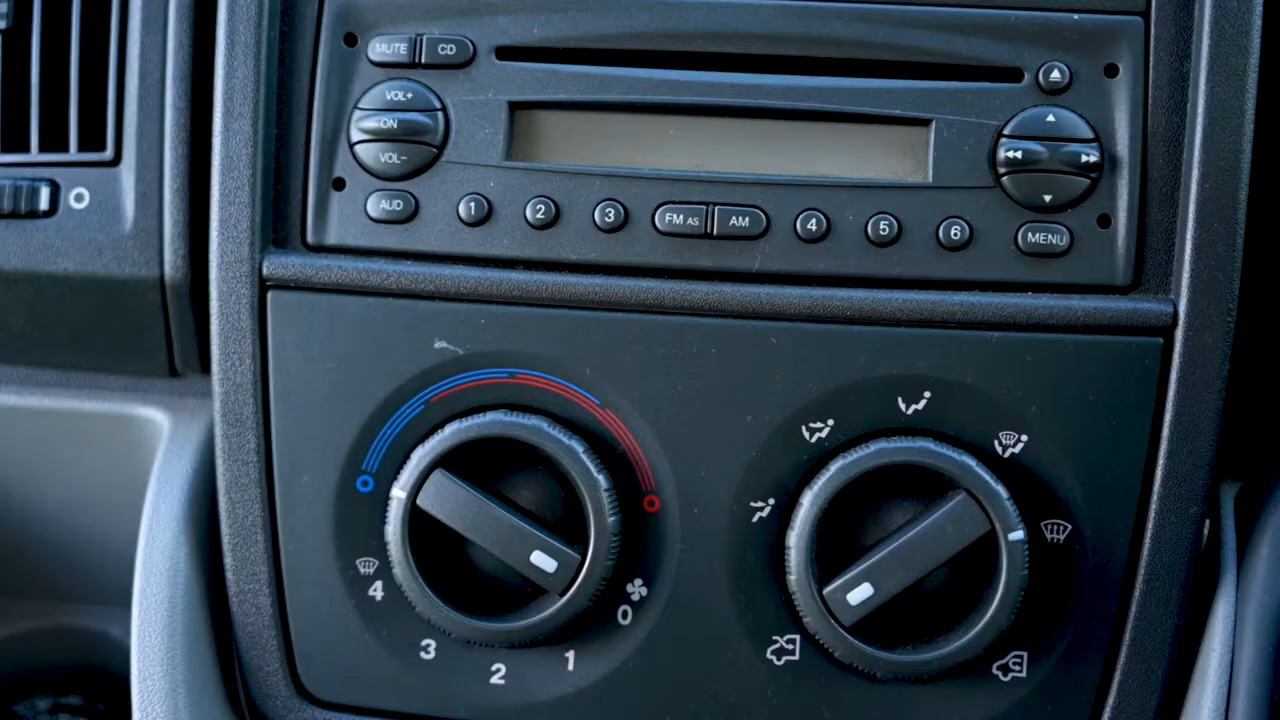 MUTE CD
VOL+
ON
VOL-
AUD 1 2 3 FM AS AM 4 5 6 MENU
4 0
3 2 1